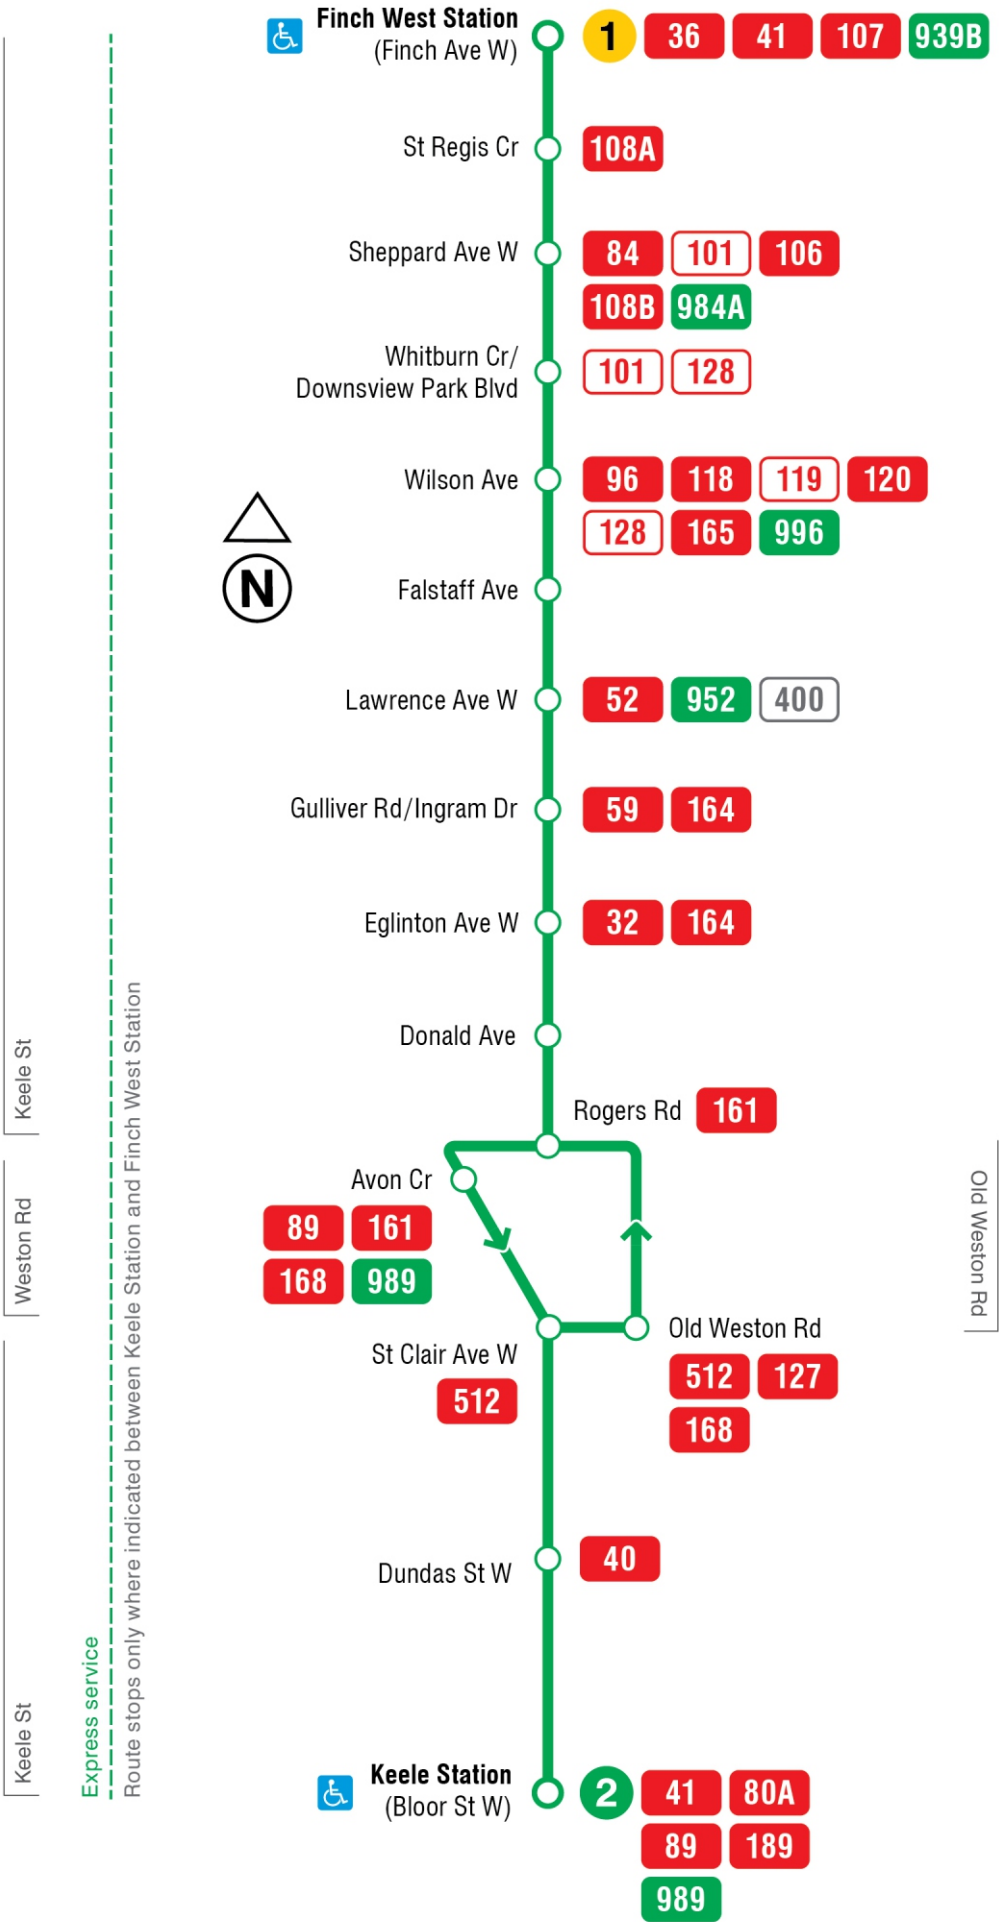 Finch West Station
(Finch Ave W)
1 36 41 107 939B
St Regis Cr
108A
Sheppard Ave W
84 101 106
108B 984A
Whitburn Cr/
Downsview Park Blvd
101 128
Wilson Ave
96 118 119 120
128 165 996
N
Falstaff Ave
Lawrence Ave W
52 952 400
Gulliver Rd/Ingram Dr
59 164
Eglinton Ave W
32 164
Donald Ave
Rogers Rd
161
Avon Cr
89 161
168 989
St Clair Ave W
512
Old Weston Rd
512 127
168
Dundas St W
40
Keele Station
(Bloor St W)
2 41 80A
89 189
989
Keele St
Weston Rd
Keele St
Express service
Route stops only where indicated between Keele Station and Finch West Station
Old Weston Rd